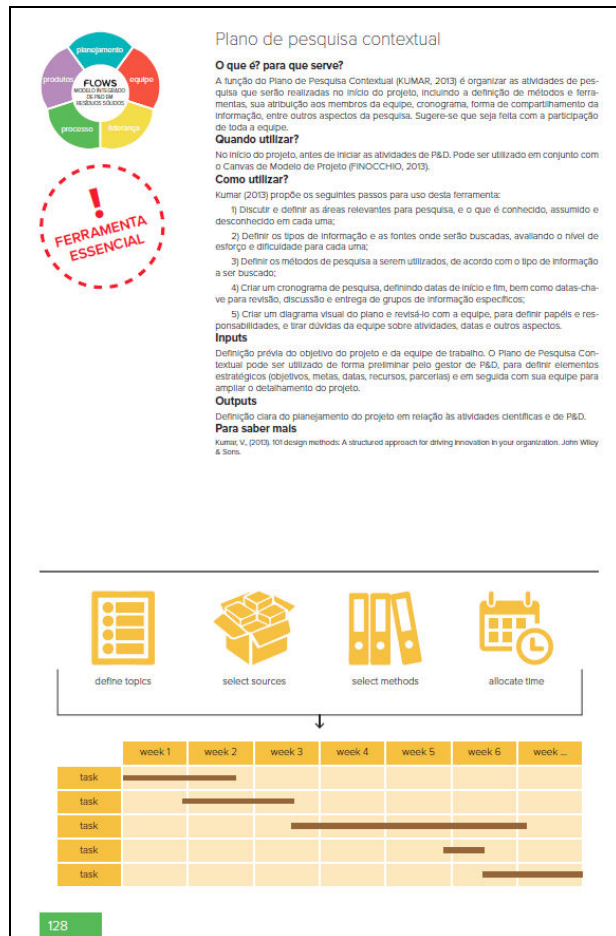 planejamento
produtos
equipe
FLOWS
MODELO INTEGRADO
DE P&D EM
RESÍDUOS SÓLIDOS
processo
liderança
!
FERRAMENTA
ESSENCIAL
Plano de pesquisa contextual
O que é? para que serve?
A função do Plano de Pesquisa Contextual (KUMAR, 2013) é organizar as atividades de pes-
quisa que serão realizadas no início do projeto, incluindo a definição de métodos e ferra-
mentas, sua atribuição aos membros da equipe, cronograma, forma de compartilhamento da
informação, entre outros aspectos da pesquisa. Sugere-se que seja feita com a participação
de toda a equipe.
Quando utilizar?
No início do projeto, antes de iniciar as atividades de P&D. Pode ser utilizado em conjunto com
o Canvas de Modelo de Projeto (FINOCCHIO, 2013).
Como utilizar?
Kumar (2013) propõe os seguintes passos para uso desta ferramenta:
1) Discutir e definir as áreas relevantes para pesquisa, e o que é conhecido, assumido e
desconhecido em cada uma;
2) Definir os tipos de informação e as fontes onde serão buscadas, avaliando o nível de
esforço e dificuldade para cada uma;
3) Definir os métodos de pesquisa a serem utilizados, de acordo com o tipo de informação
a ser buscado;
4) Criar um cronograma de pesquisa, definindo datas de início e fim, bem como datas-cha-
ve para revisão, discussão e entrega de grupos de informação específicos;
5) Criar um diagrama visual do plano e revisá-lo com a equipe, para definir papéis e res-
ponsabilidades, e tirar dúvidas da equipe sobre atividades, datas e outros aspectos.
Inputs
Definição prévia do objetivo do projeto e da equipe de trabalho. O Plano de Pesquisa Con-
textual pode ser utilizado de forma preliminar pelo gestor de P&D, para definir elementos
estratégicos (objetivos, metas, datas, recursos, parcerias) e em seguida com sua equipe para
ampliar o detalhamento do projeto.
Outputs
Definição clara do planejamento do projeto em relação às atividades científicas e de P&D.
Para saber mais
Kumar, V., (2013). 101 design methods: A structured approach for driving innovation in your organization. John Wiley
& Sons.
define topics
select sources
select methods
allocate time
week 1 week 2 week 3 week 4 week 5 week 6 week ...
task
task
task
task
task
128